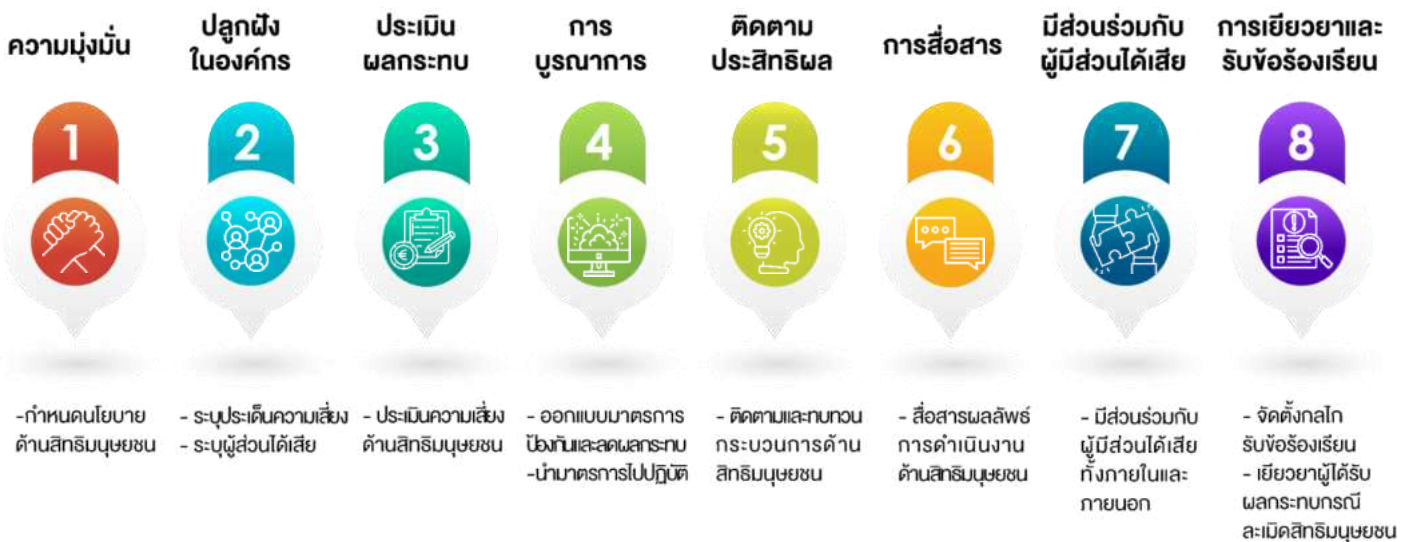 ความมุ่งมั่น
ปลูกฝัง
ในองค์กร
ประเมิน
ผลกระทบ
การ
บูรณาการ
ติดตาม
ประสิทธิผล
การสื่อสาร
มีส่วนร่วมกับ
ผู้มีส่วนได้เสีย
การเยียวยาและ
รับข้อร้องเรียน
1
2
3
4
5
6
7
8
-กำหนดนโยบาย
ด้านสิทธิมนุษยชน
- ระบุประเด็นความเสี่ยง
- ระบุผู้ส่วนได้เสีย
- ประเมินความเสี่ยง
ด้านสิทธิมนุษยชน
- ออกแบบมาตรการ
ป้องกันและลดผลกระทบ
-นำมาตรการไปปฏิบัติ
- ติดตามและทบทวน
กระบวนการด้าน
สิทธิมนุษยชน
- สื่อสารผลลัพธ์
การดำเนินงาน
ด้านสิทธิมนุษยชน
- มีส่วนร่วมกับ
ผู้มีส่วนได้เสีย
ทั้งภายในและ
ภายนอก
- จัดตั้งกลไก
รับข้อร้องเรียน
- เยียวยาผู้ได้รับ
ผลกระทบกรณี
ละเมิดสิทธิมนุษยชน